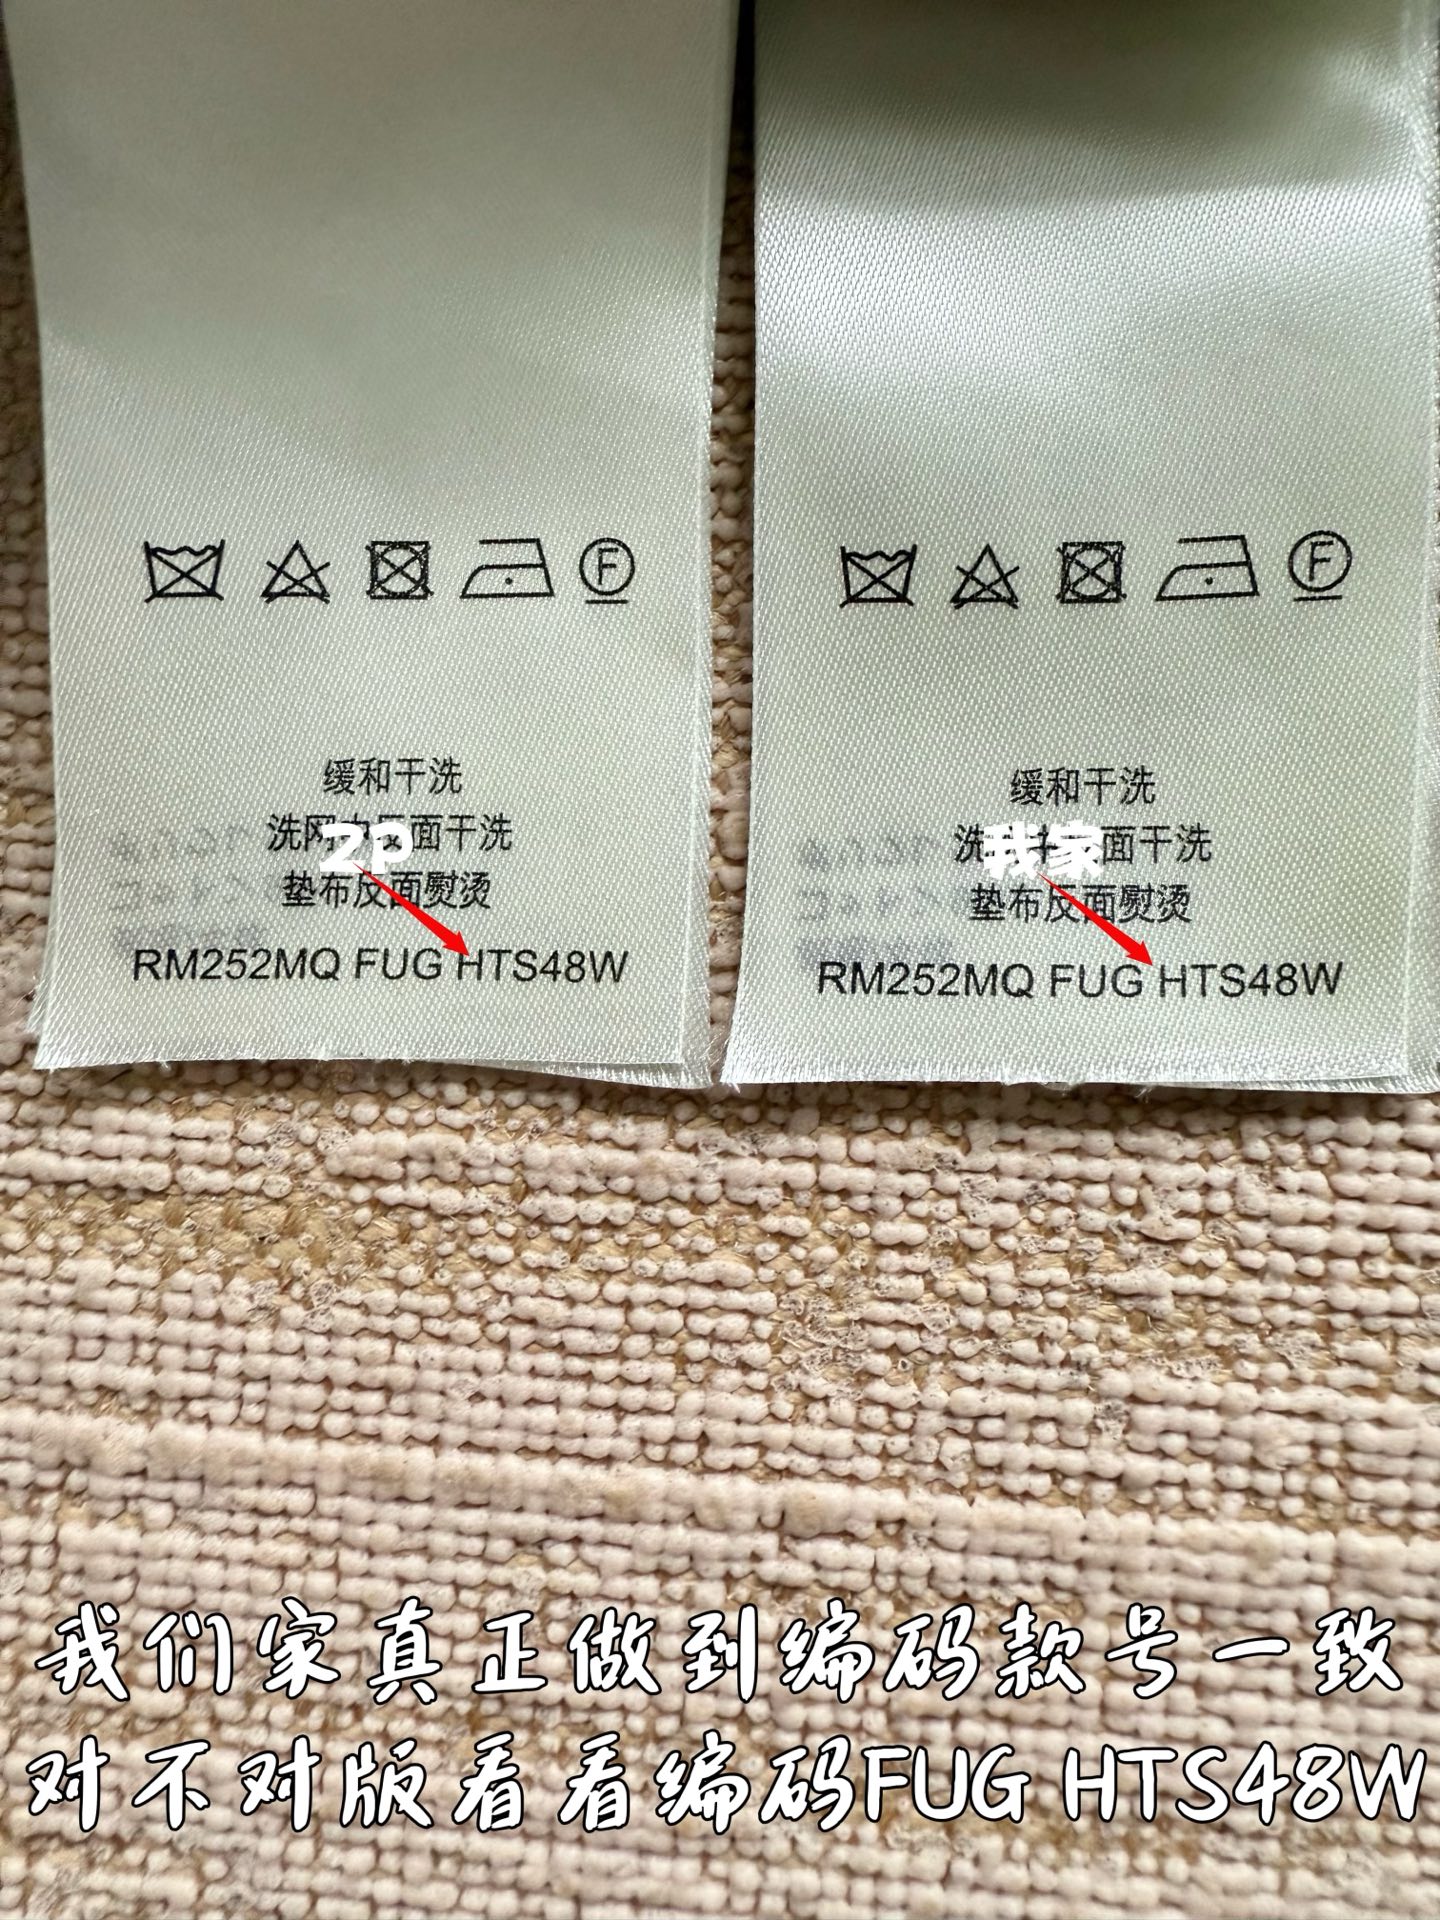 缓和干洗
洗网中反面干洗
ZP
垫布反面熨烫
RM252MQ FUG HTS48W
缓和干洗
我家
面干洗
垫布反面熨烫
RM252MQ FUG HTS48W
F
F
我们家真正做到编码款号一致
对不对版看看编码FUG HTS48W